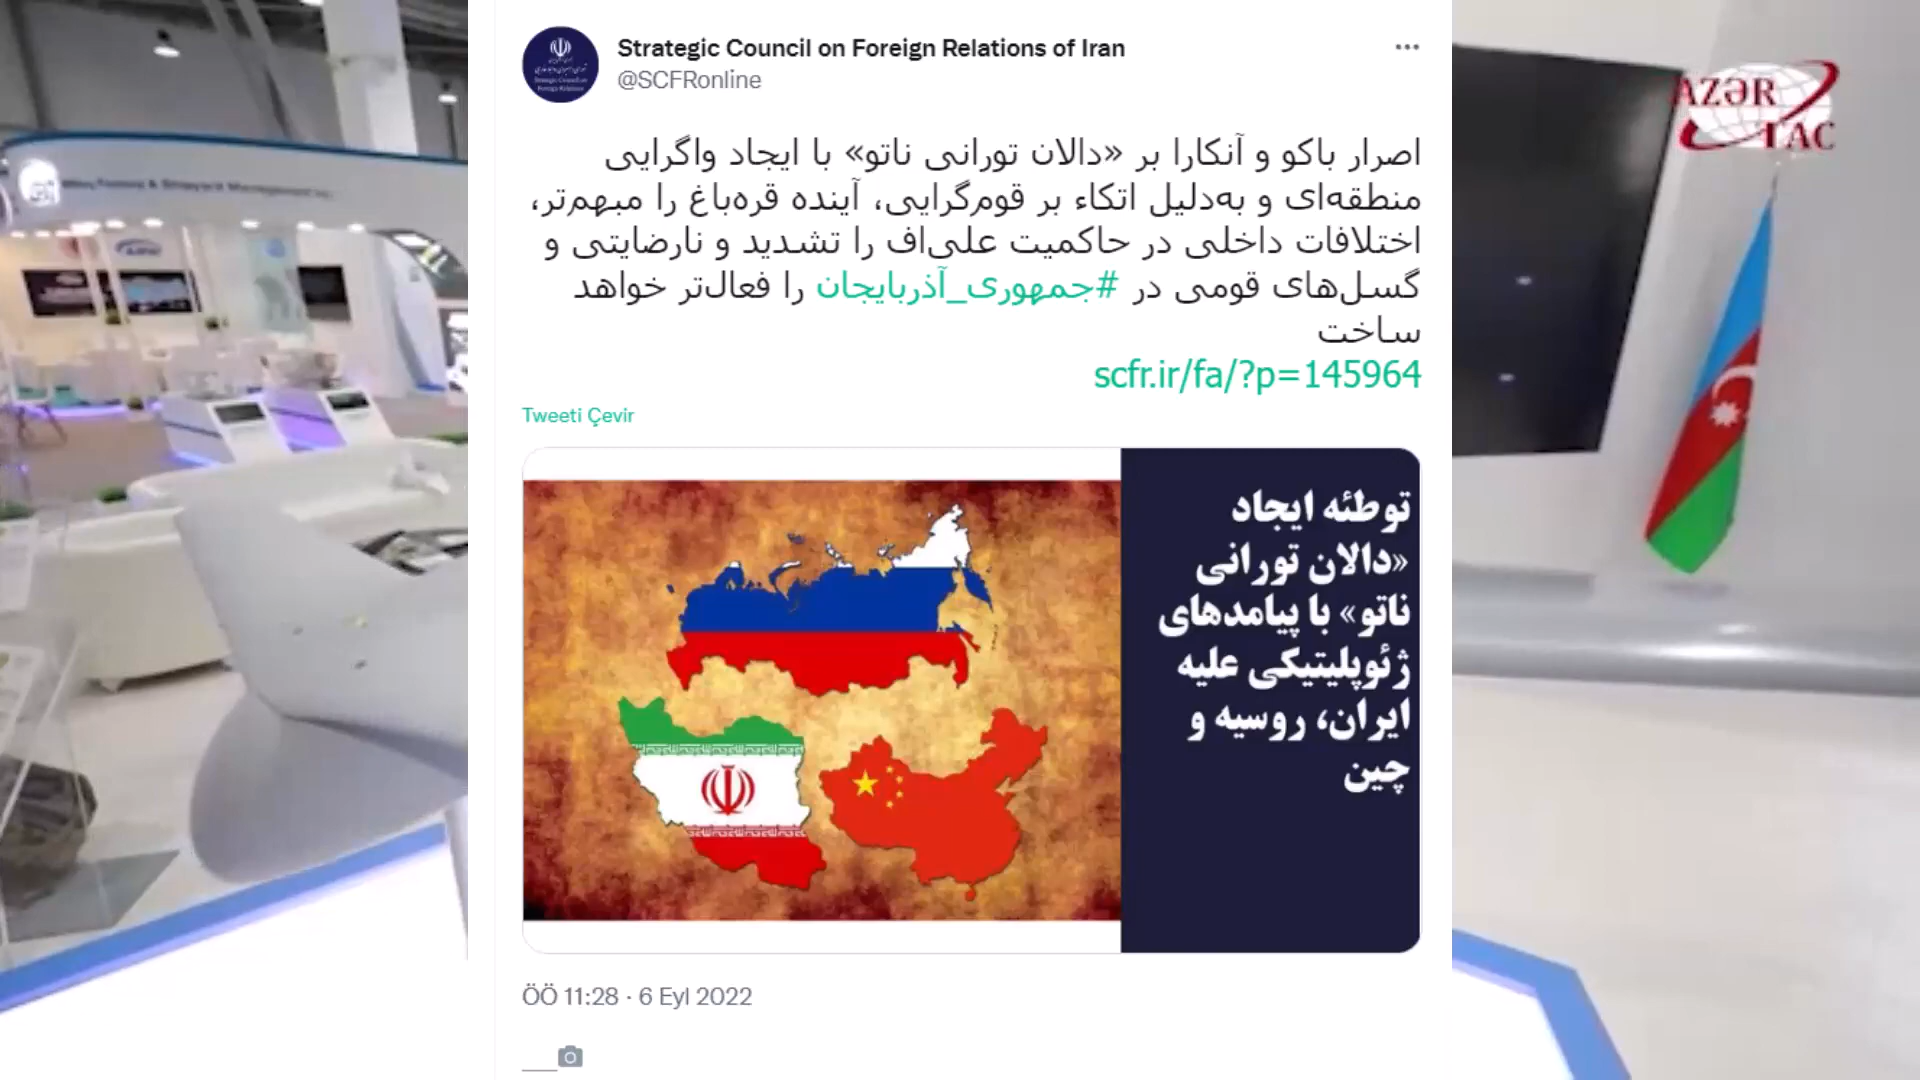 Strategic Council on Foreign Relations of Iran
@SCFRonline
AZƏR
TAC
اصرار باکو و آنکارا بر «دالان تورانی ناتو» با ایجاد واگرایی
منطقه‌ای و به‌دلیل اتکاء بر قوم‌گرایی، آینده قره‌باغ را مبهم‌تر،
اختلافات داخلی در حاکمیت علی‌اف را تشدید و نارضایتی و
گسل‌های قومی در #جمهوری_آذربایجان را فعال‌تر خواهد
ساخت
scfr.ir/fa/?p=145964
Tweeti Çevir
توطئه ایجاد
«دالان تورانی
ناتو» با پیامدهای
ژئوپلیتیکی علیه
ایران، روسیه و
چین
ÖÖ 11:28 · 6 Eyl 2022